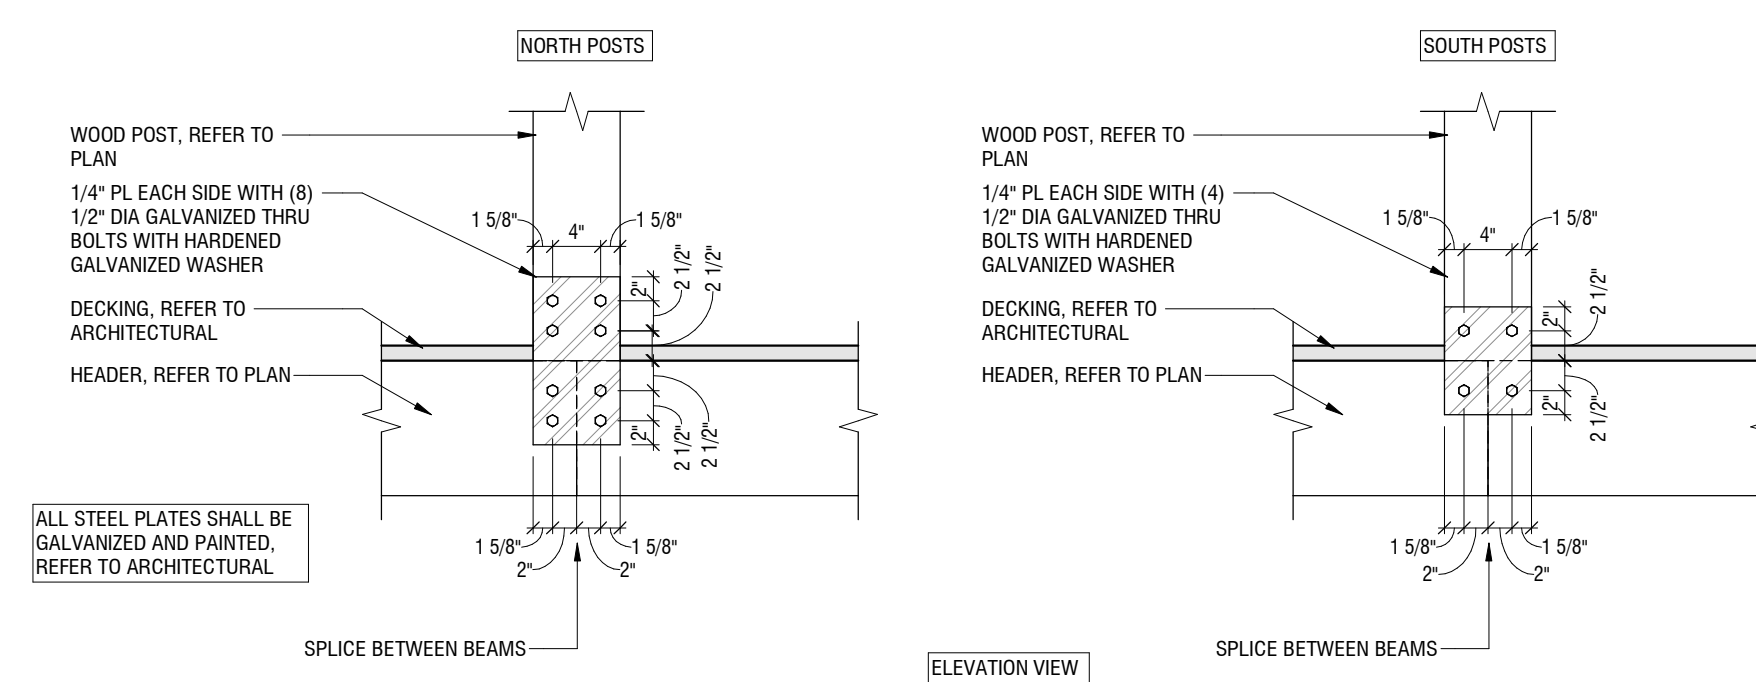 NORTH POSTS
WOOD POST, REFER TO
PLAN
1/4" PL EACH SIDE WITH (8)
1/2" DIA GALVANIZED THRU
BOLTS WITH HARDENED
GALVANIZED WASHER
DECKING, REFER TO
ARCHITECTURAL
HEADER, REFER TO PLAN
1 5/8"
4"
1 5/8"
2"
2 1/2"
2 1/2"
2"
2 1/2"
2 1/2"
1 5/8"
2"
2"
1 5/8"
ALL STEEL PLATES SHALL BE
GALVANIZED AND PAINTED,
REFER TO ARCHITECTURAL
SPLICE BETWEEN BEAMS
SOUTH POSTS
WOOD POST, REFER TO
PLAN
1/4" PL EACH SIDE WITH (4)
1/2" DIA GALVANIZED THRU
BOLTS WITH HARDENED
GALVANIZED WASHER
DECKING, REFER TO
ARCHITECTURAL
HEADER, REFER TO PLAN
1 5/8"
4"
1 5/8"
2"
2 1/2"
2"
2 1/2"
1 5/8"
2"
2"
1 5/8"
SPLICE BETWEEN BEAMS
ELEVATION VIEW